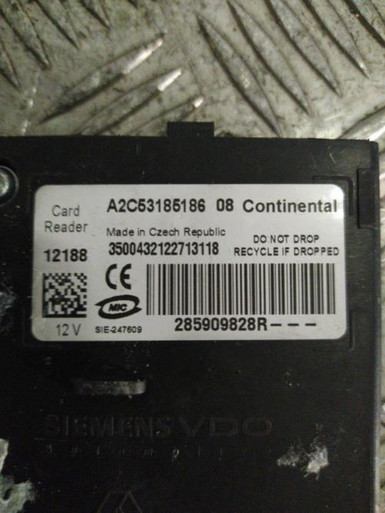 Card
Reader
A2C53185186 08 Continental
Made in Czech Republic
DO NOT DROP
RECYCLE IF DROPPED
12188
3500432122713118
CE
MIC
12 V
SIE-247609
285909828R---
SIEMENS VDO